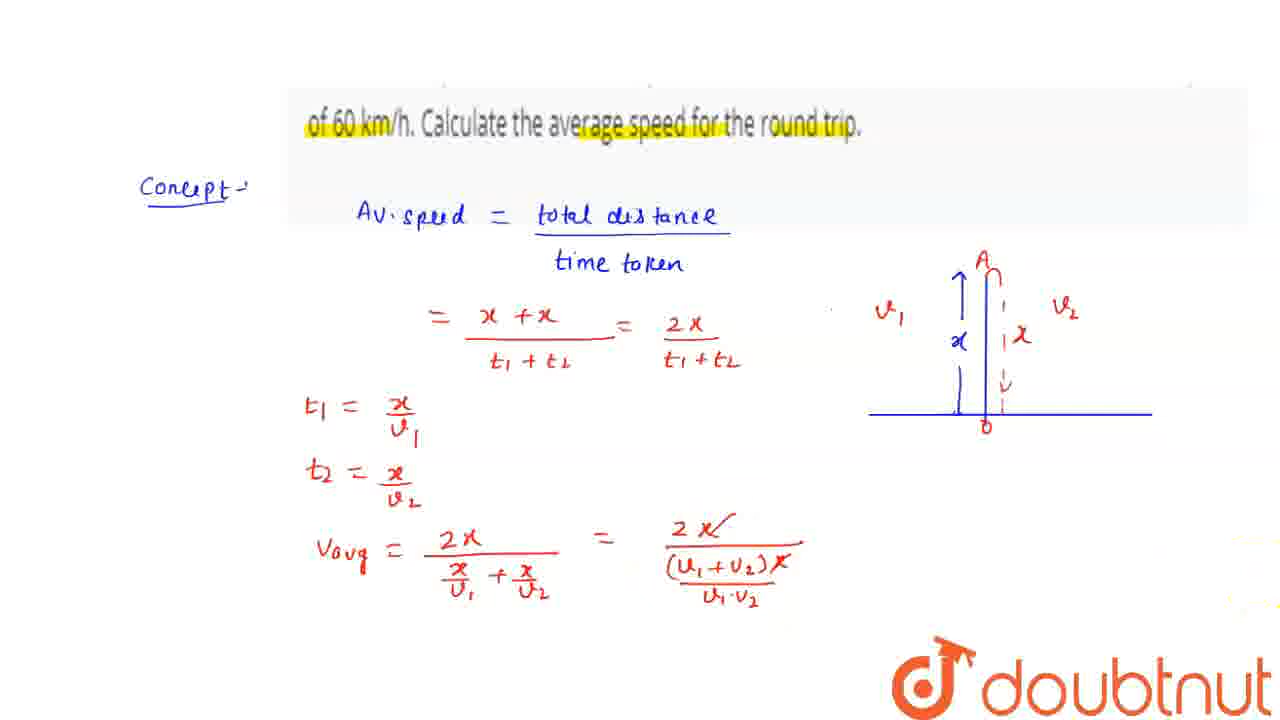 of 60 km/h. Calculate the average speed for the round trip.
Concept -
Av. speed = total distance
time token
= x + x = 2x
t1 + t2 t1 + t2
A
v1 x x v2
O
t1 = x
v1
t2 = x
v2
vavg = 2x = 2x
x/v1 + x/v2 (v1 + v2)x
v1.v2
doubtnut